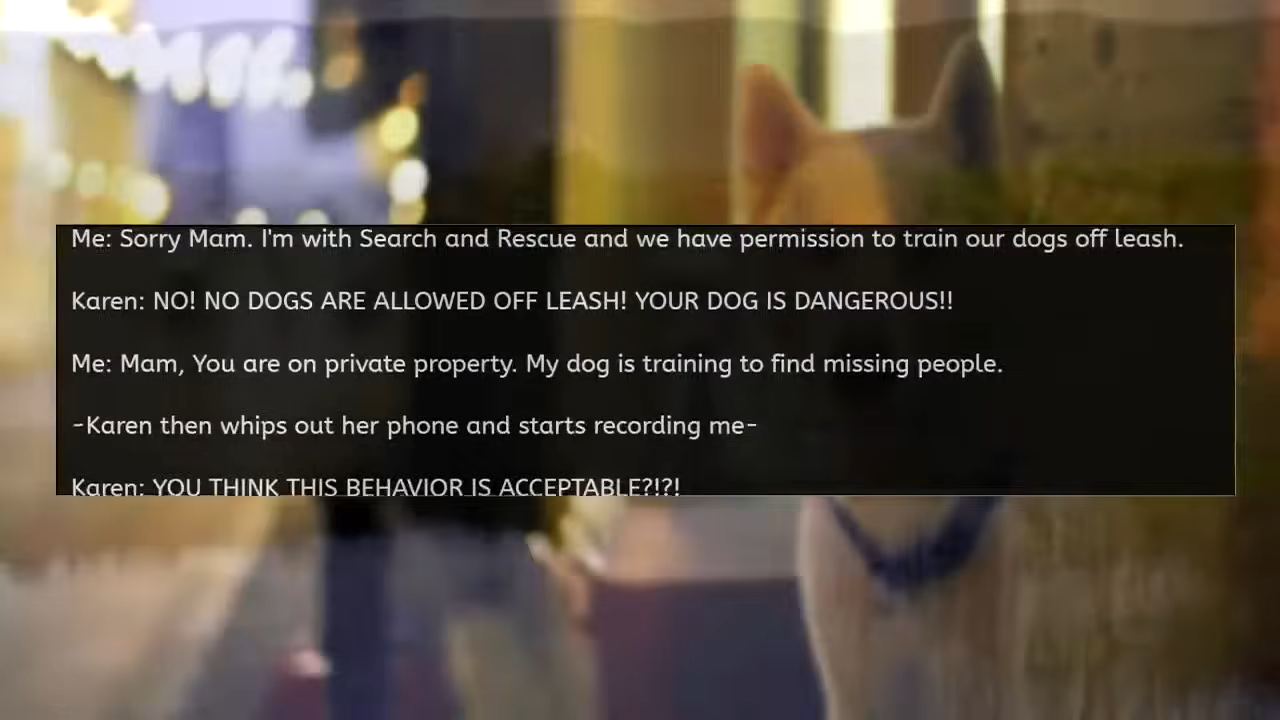 Me: Sorry Mam. I'm with Search and Rescue and we have permission to train our dogs off leash.
Karen: NO! NO DOGS ARE ALLOWED OFF LEASH! YOUR DOG IS DANGEROUS!!
Me: Mam, You are on private property. My dog is training to find missing people.
-Karen then whips out her phone and starts recording me-
Karen: YOU THINK THIS BEHAVIOR IS ACCEPTABLE?!?!